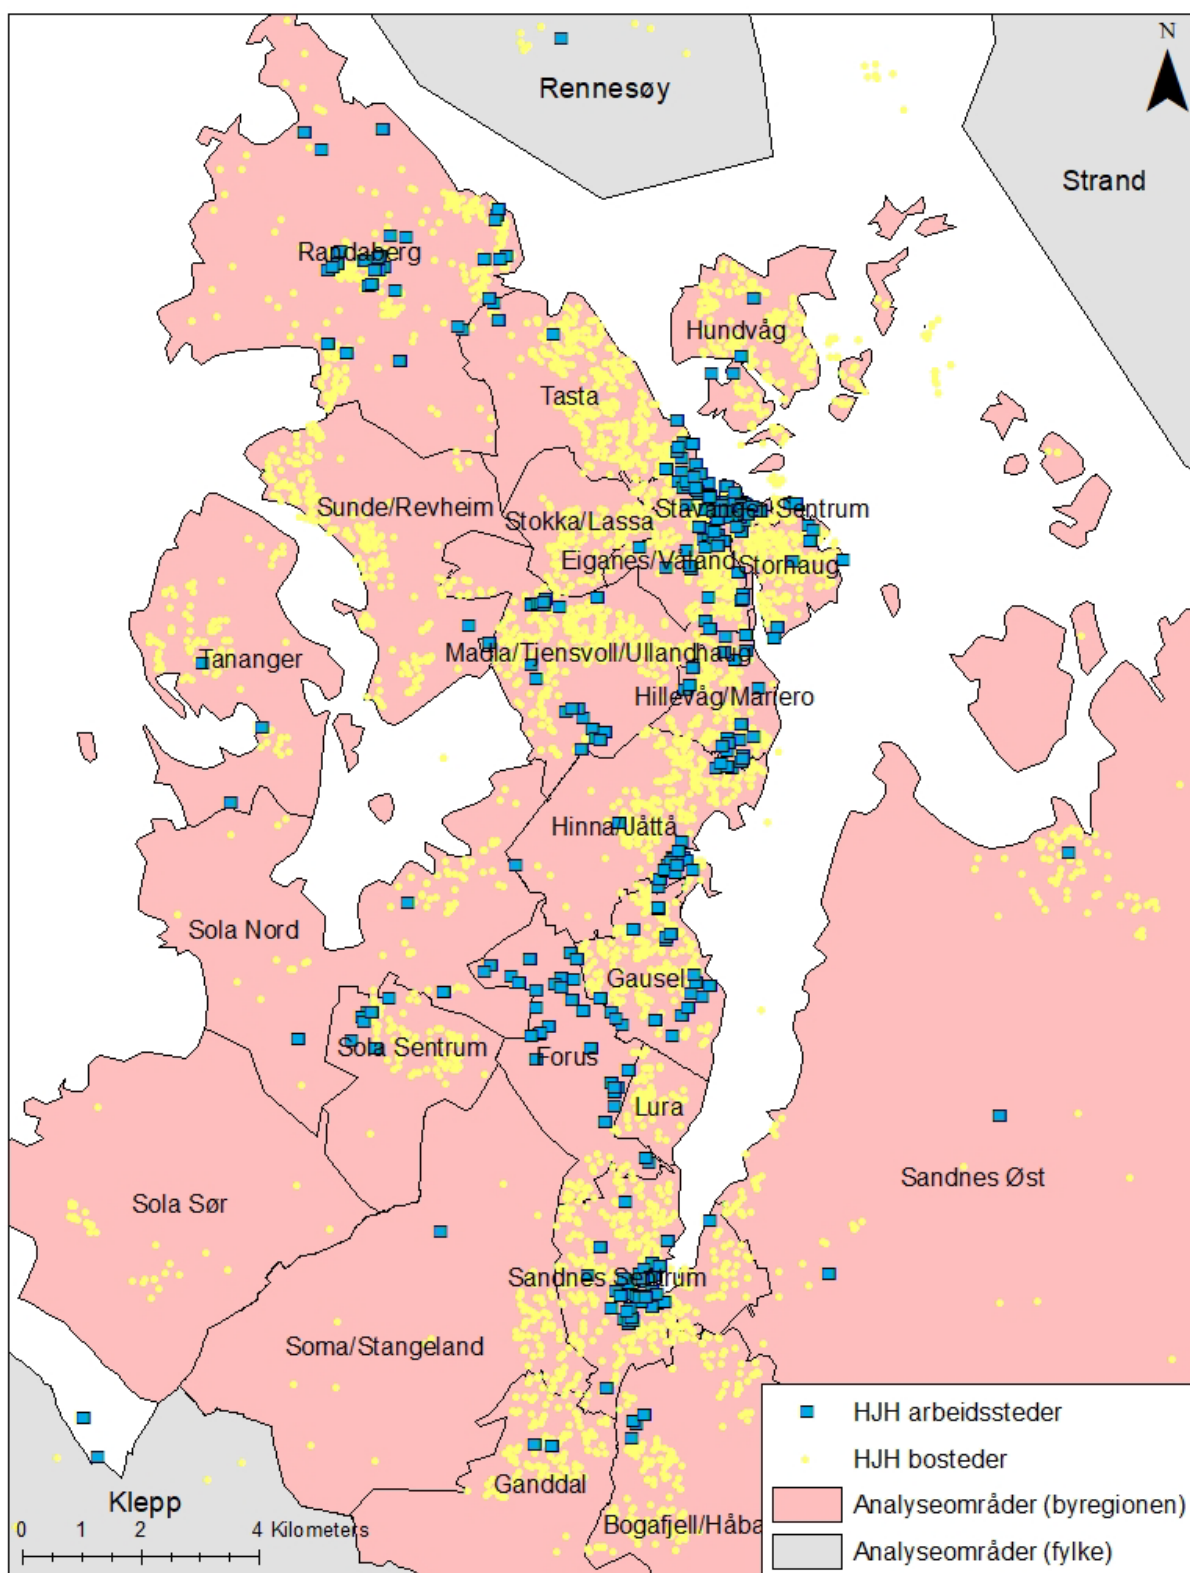 N
Rennesøy
Strand
Randaberg
Hundvåg
Tasta
Sunde/Revheim
Stavanger Sentrum
Stokka/Lassa
Eiganes/Våland
Storhaug
Tananger
Madla/Tjensvoll/Ullandhaug
Hillevåg/Mariero
Hinna/Jåttå
Sola Nord
Gausel
Sola Sentrum
Forus
Lura
Sandnes Øst
Sola Sør
Sandnes Sentrum
Soma/Stangeland
Ganddal
Klepp
Bogafjell/Håba
0 1 2 4 Kilometers
HJH arbeidssteder
HJH bosteder
Analyseområder (byregionen)
Analyseområder (fylke)